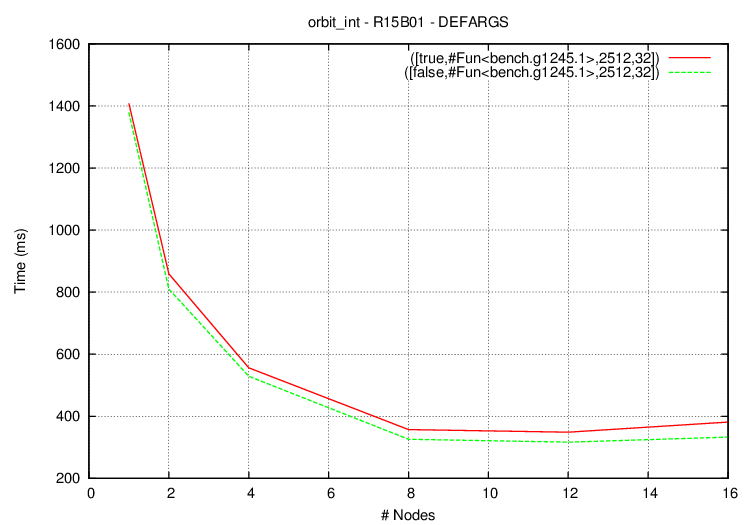 orbit_int - R15B01 - DEFARGS
([true,#Fun<bench.g1245.1>,2512,32])
([false,#Fun<bench.g1245.1>,2512,32])
1600
1400
1200
1000
800
600
400
200
Time (ms)
0 2 4 6 8 10 12 14 16
# Nodes